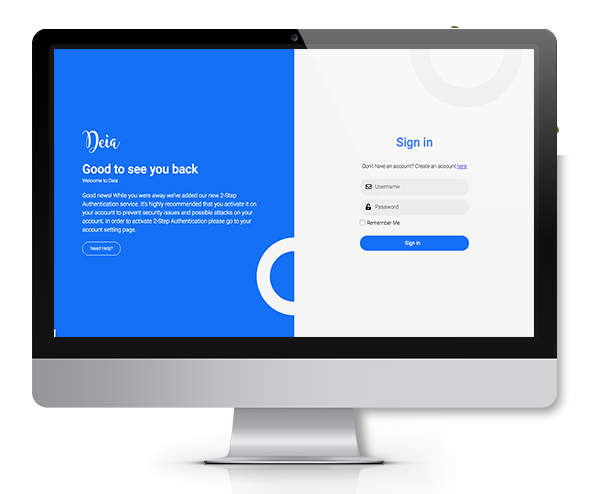 Deia
Good to see you back
Welcome to Deia
Good news! While you were away we've added our new 2-Step
Authentication service. It's highly recommended that you activate it on
your account to prevent security issues and possible attacks on your
account. In order to activate 2-Step Authentication please go to your
account setting page.
Need Help?
Sign in
Don't have an account? Create an account here
Username
Password
Remember Me
Sign in